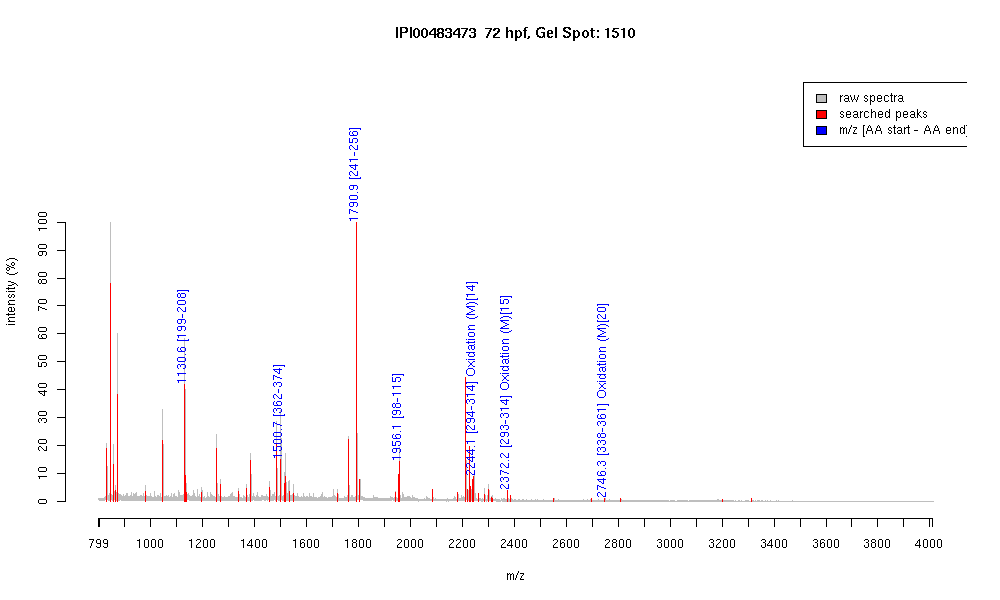 IPI00483473  72 hpf, Gel Spot: 1510
raw spectra
searched peaks
m/z [AA start - AA end]
intensity (%)
100
90
80
70
60
50
40
30
20
10
0
1130.6 [199-208]
1500.7 [362-374]
1790.9 [241-256]
1956.1 [98-115]
2244.1 [294-314] Oxidation (M)[14]
2372.2 [293-314] Oxidation (M)[15]
2746.3 [338-361] Oxidation (M)[20]
799 1000 1200 1400 1600 1800 2000 2200 2400 2600 2800 3000 3200 3400 3600 3800 4000
m/z